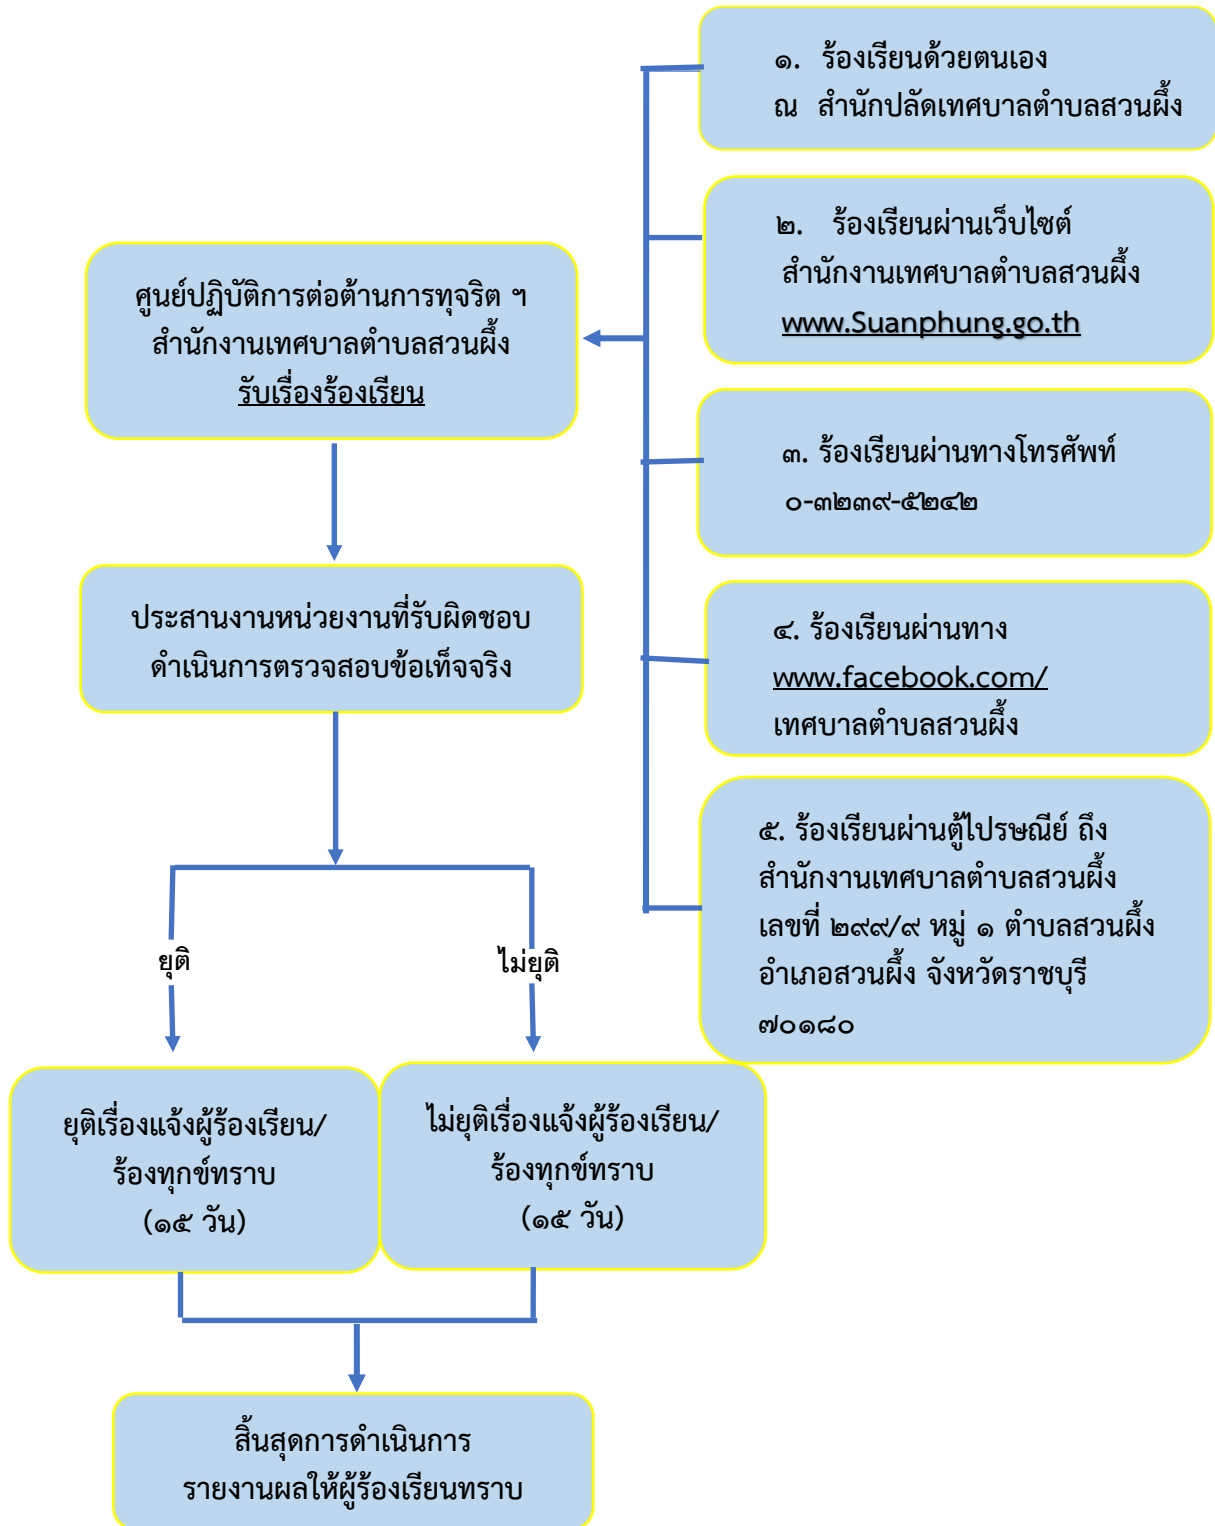 ๑. ร้องเรียนด้วยตนเอง
ณ สำนักปลัดเทศบาลตำบลสวนผึ้ง
๒. ร้องเรียนผ่านเว็บไซต์
สำนักงานเทศบาลตำบลสวนผึ้ง
www.Suanphung.go.th
ศูนย์ปฏิบัติการต่อต้านการทุจริต ฯ
สำนักงานเทศบาลตำบลสวนผึ้ง
รับเรื่องร้องเรียน
๓. ร้องเรียนผ่านทางโทรศัพท์
๐-๓๒๓๙-๕๒๔๒
ประสานงานหน่วยงานที่รับผิดชอบ
ดำเนินการตรวจสอบข้อเท็จจริง
๔. ร้องเรียนผ่านทาง
www.facebook.com/
เทศบาลตำบลสวนผึ้ง
๕. ร้องเรียนผ่านตู้ไปรษณีย์ ถึง
สำนักงานเทศบาลตำบลสวนผึ้ง
เลขที่ ๒๙๙/๙ หมู่ ๑ ตำบลสวนผึ้ง
อำเภอสวนผึ้ง จังหวัดราชบุรี
๗๐๑๘๐
ยุติ
ไม่ยุติ
ยุติเรื่องแจ้งผู้ร้องเรียน/
ร้องทุกข์ทราบ
(๑๕ วัน)
ไม่ยุติเรื่องแจ้งผู้ร้องเรียน/
ร้องทุกข์ทราบ
(๑๕ วัน)
สิ้นสุดการดำเนินการ
รายงานผลให้ผู้ร้องเรียนทราบ